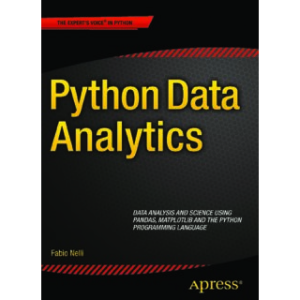 THE EXPERT'S VOICE® IN PYTHON
Python Data
Analytics
DATA ANALYSIS AND SCIENCE USING
PANDAS, MATPLOTLIB AND THE PYTHON
PROGRAMMING LANGUAGE
Fabio Nelli
Apress®